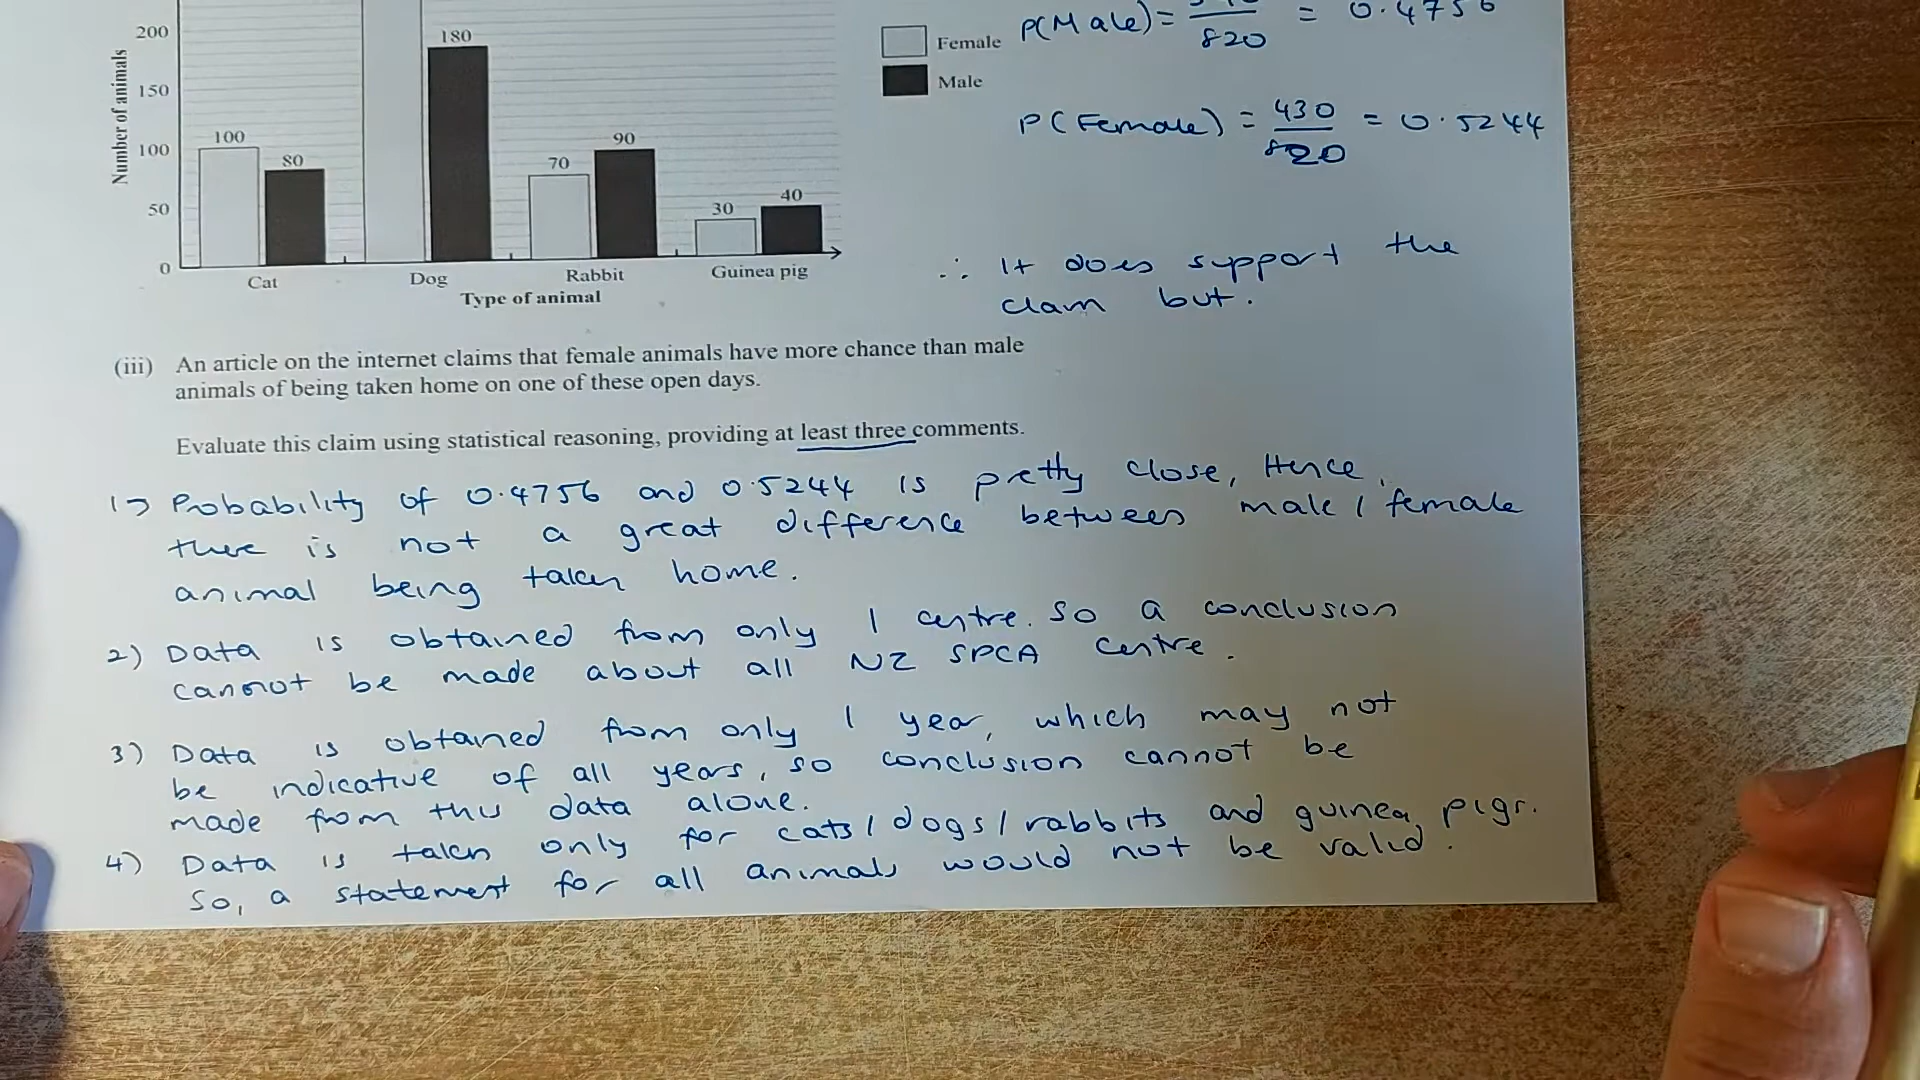 200
180
Female
P(Male) = = 0.4756
820
Male
Number of animals
150
P(Female) = 430 = 0.5244
820
100
100
80
70
90
50
30
40
0
Cat
Dog
Rabbit
Guinea pig
Type of animal
∴ It does support the
clam but.
(iii) An article on the internet claims that female animals have more chance than male
animals of being taken home on one of these open days.
Evaluate this claim using statistical reasoning, providing at least three comments.
1) Probability of 0.4756 and 0.5244 is pretty close, Hence,
there is not a great difference between male / female
animal being taken home.
2) Data is obtained from only 1 centre. So a conclusion
cannot be made about all NZ SPCA centre.
3) Data is obtained from only 1 year, which may not
be indicative of all years, so conclusion cannot be
made from this data alone.
4) Data is taken only for cats / dogs / rabbits and guinea pigs.
So, a statement for all animals would not be valid.